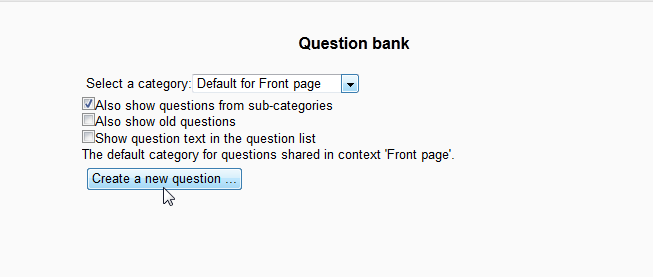 Question bank
Select a category: Default for Front page
Also show questions from sub-categories
Also show old questions
Show question text in the question list
The default category for questions shared in context 'Front page'.
Create a new question ...